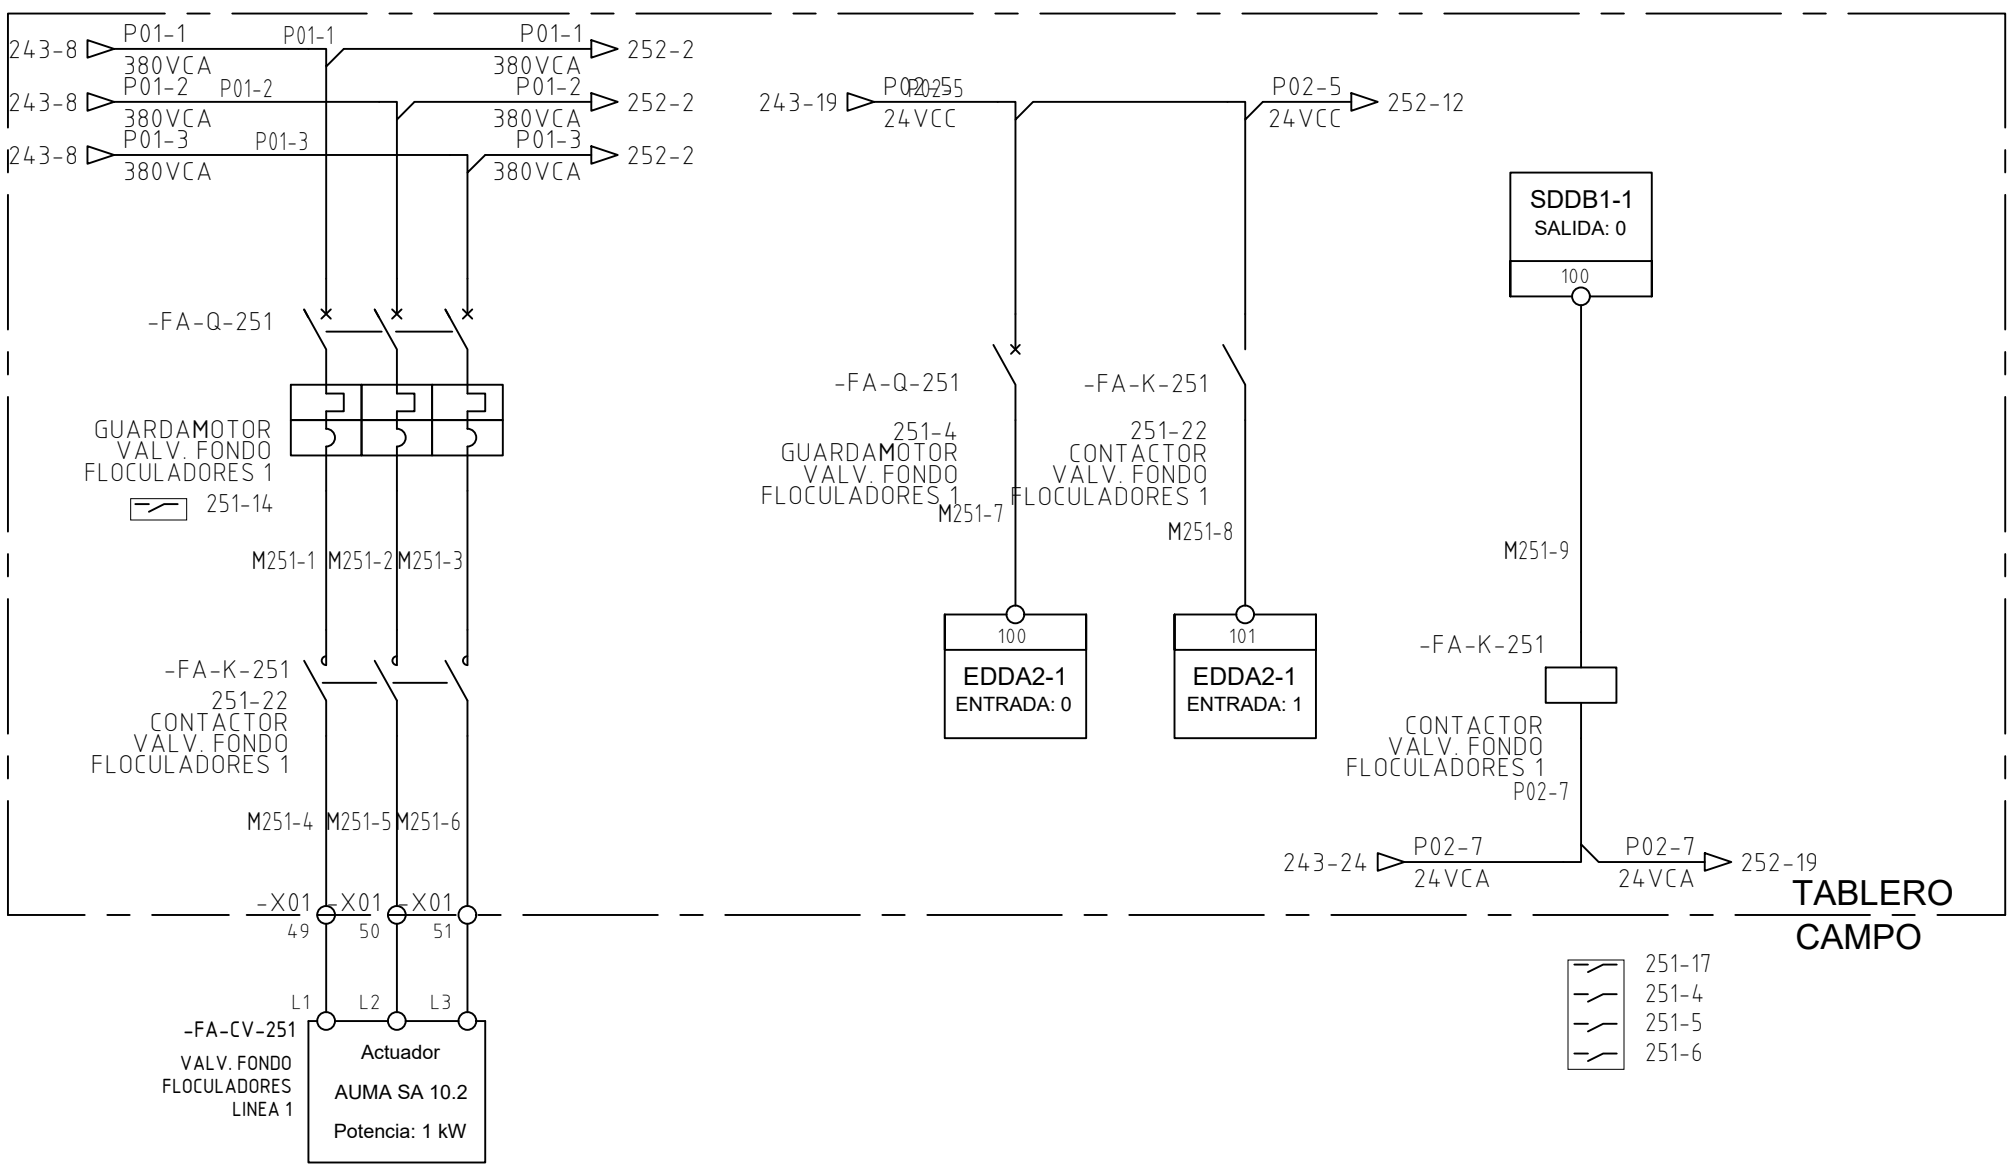 243-8
P01-1
380VCA
P01-1
P01-1
380VCA
252-2
243-8
P01-2
380VCA
P01-2
P01-2
380VCA
252-2
243-8
P01-3
380VCA
P01-3
P01-3
380VCA
252-2
-FA-Q-251
GUARDAMOTOR
VALV. FONDO
FLOCULADORES 1
251-14
M251-1
M251-2
M251-3
-FA-K-251
251-22
CONTACTOR
VALV. FONDO
FLOCULADORES 1
M251-4
M251-5
M251-6
-X01
-X01
-X01
49
50
51
L1
L2
L3
-FA-CV-251
VALV. FONDO
FLOCULADORES
LINEA 1
Actuador
AUMA SA 10.2
Potencia: 1 kW
243-19
P02-5
P02-5
24VCC
P02-5
24VCC
252-12
-FA-Q-251
251-4
GUARDAMOTOR
VALV. FONDO
FLOCULADORES 1
M251-7
100
EDDA2-1
ENTRADA: 0
-FA-K-251
251-22
CONTACTOR
VALV. FONDO
FLOCULADORES 1
M251-8
101
EDDA2-1
ENTRADA: 1
SDDB1-1
SALIDA: 0
100
M251-9
-FA-K-251
CONTACTOR
VALV. FONDO
FLOCULADORES 1
P02-7
243-24
P02-7
24VCA
P02-7
24VCA
252-19
TABLERO
CAMPO
251-17
251-4
251-5
251-6